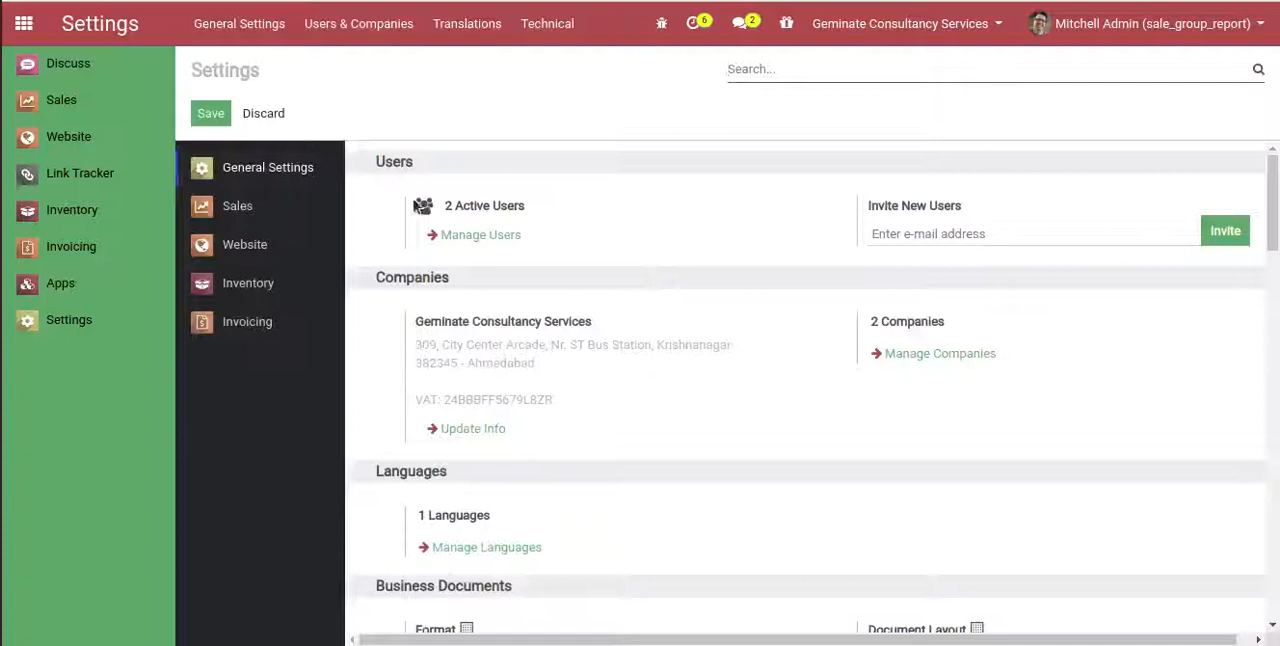 Settings
General Settings
Users & Companies
Translations
Technical
6
2
Geminate Consultancy Services
Mitchell Admin (sale_group_report)
Discuss
Sales
Website
Link Tracker
Inventory
Invoicing
Apps
Settings
Settings
Search...
Save
Discard
General Settings
Sales
Website
Inventory
Invoicing
Users
2 Active Users
Manage Users
Invite New Users
Enter e-mail address
Invite
Companies
Geminate Consultancy Services
309, City Center Arcade, Nr. ST Bus Station, Krishnanagar
382345 - Ahmedabad
VAT: 24BBBFF5679L8ZR
Update Info
2 Companies
Manage Companies
Languages
1 Languages
Manage Languages
Business Documents
Format
Document Layout